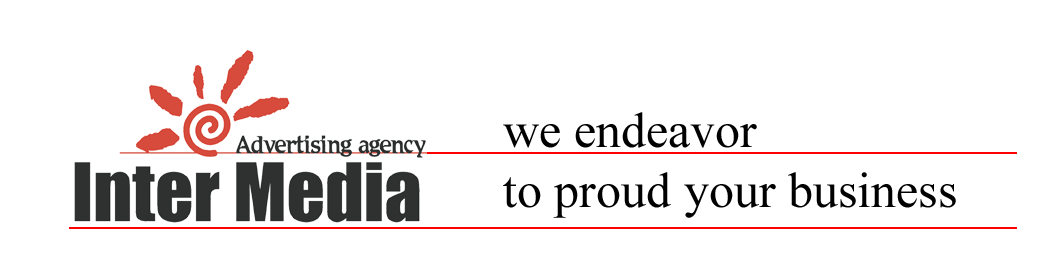 Advertising agency
Inter Media
we endeavor
to proud your business